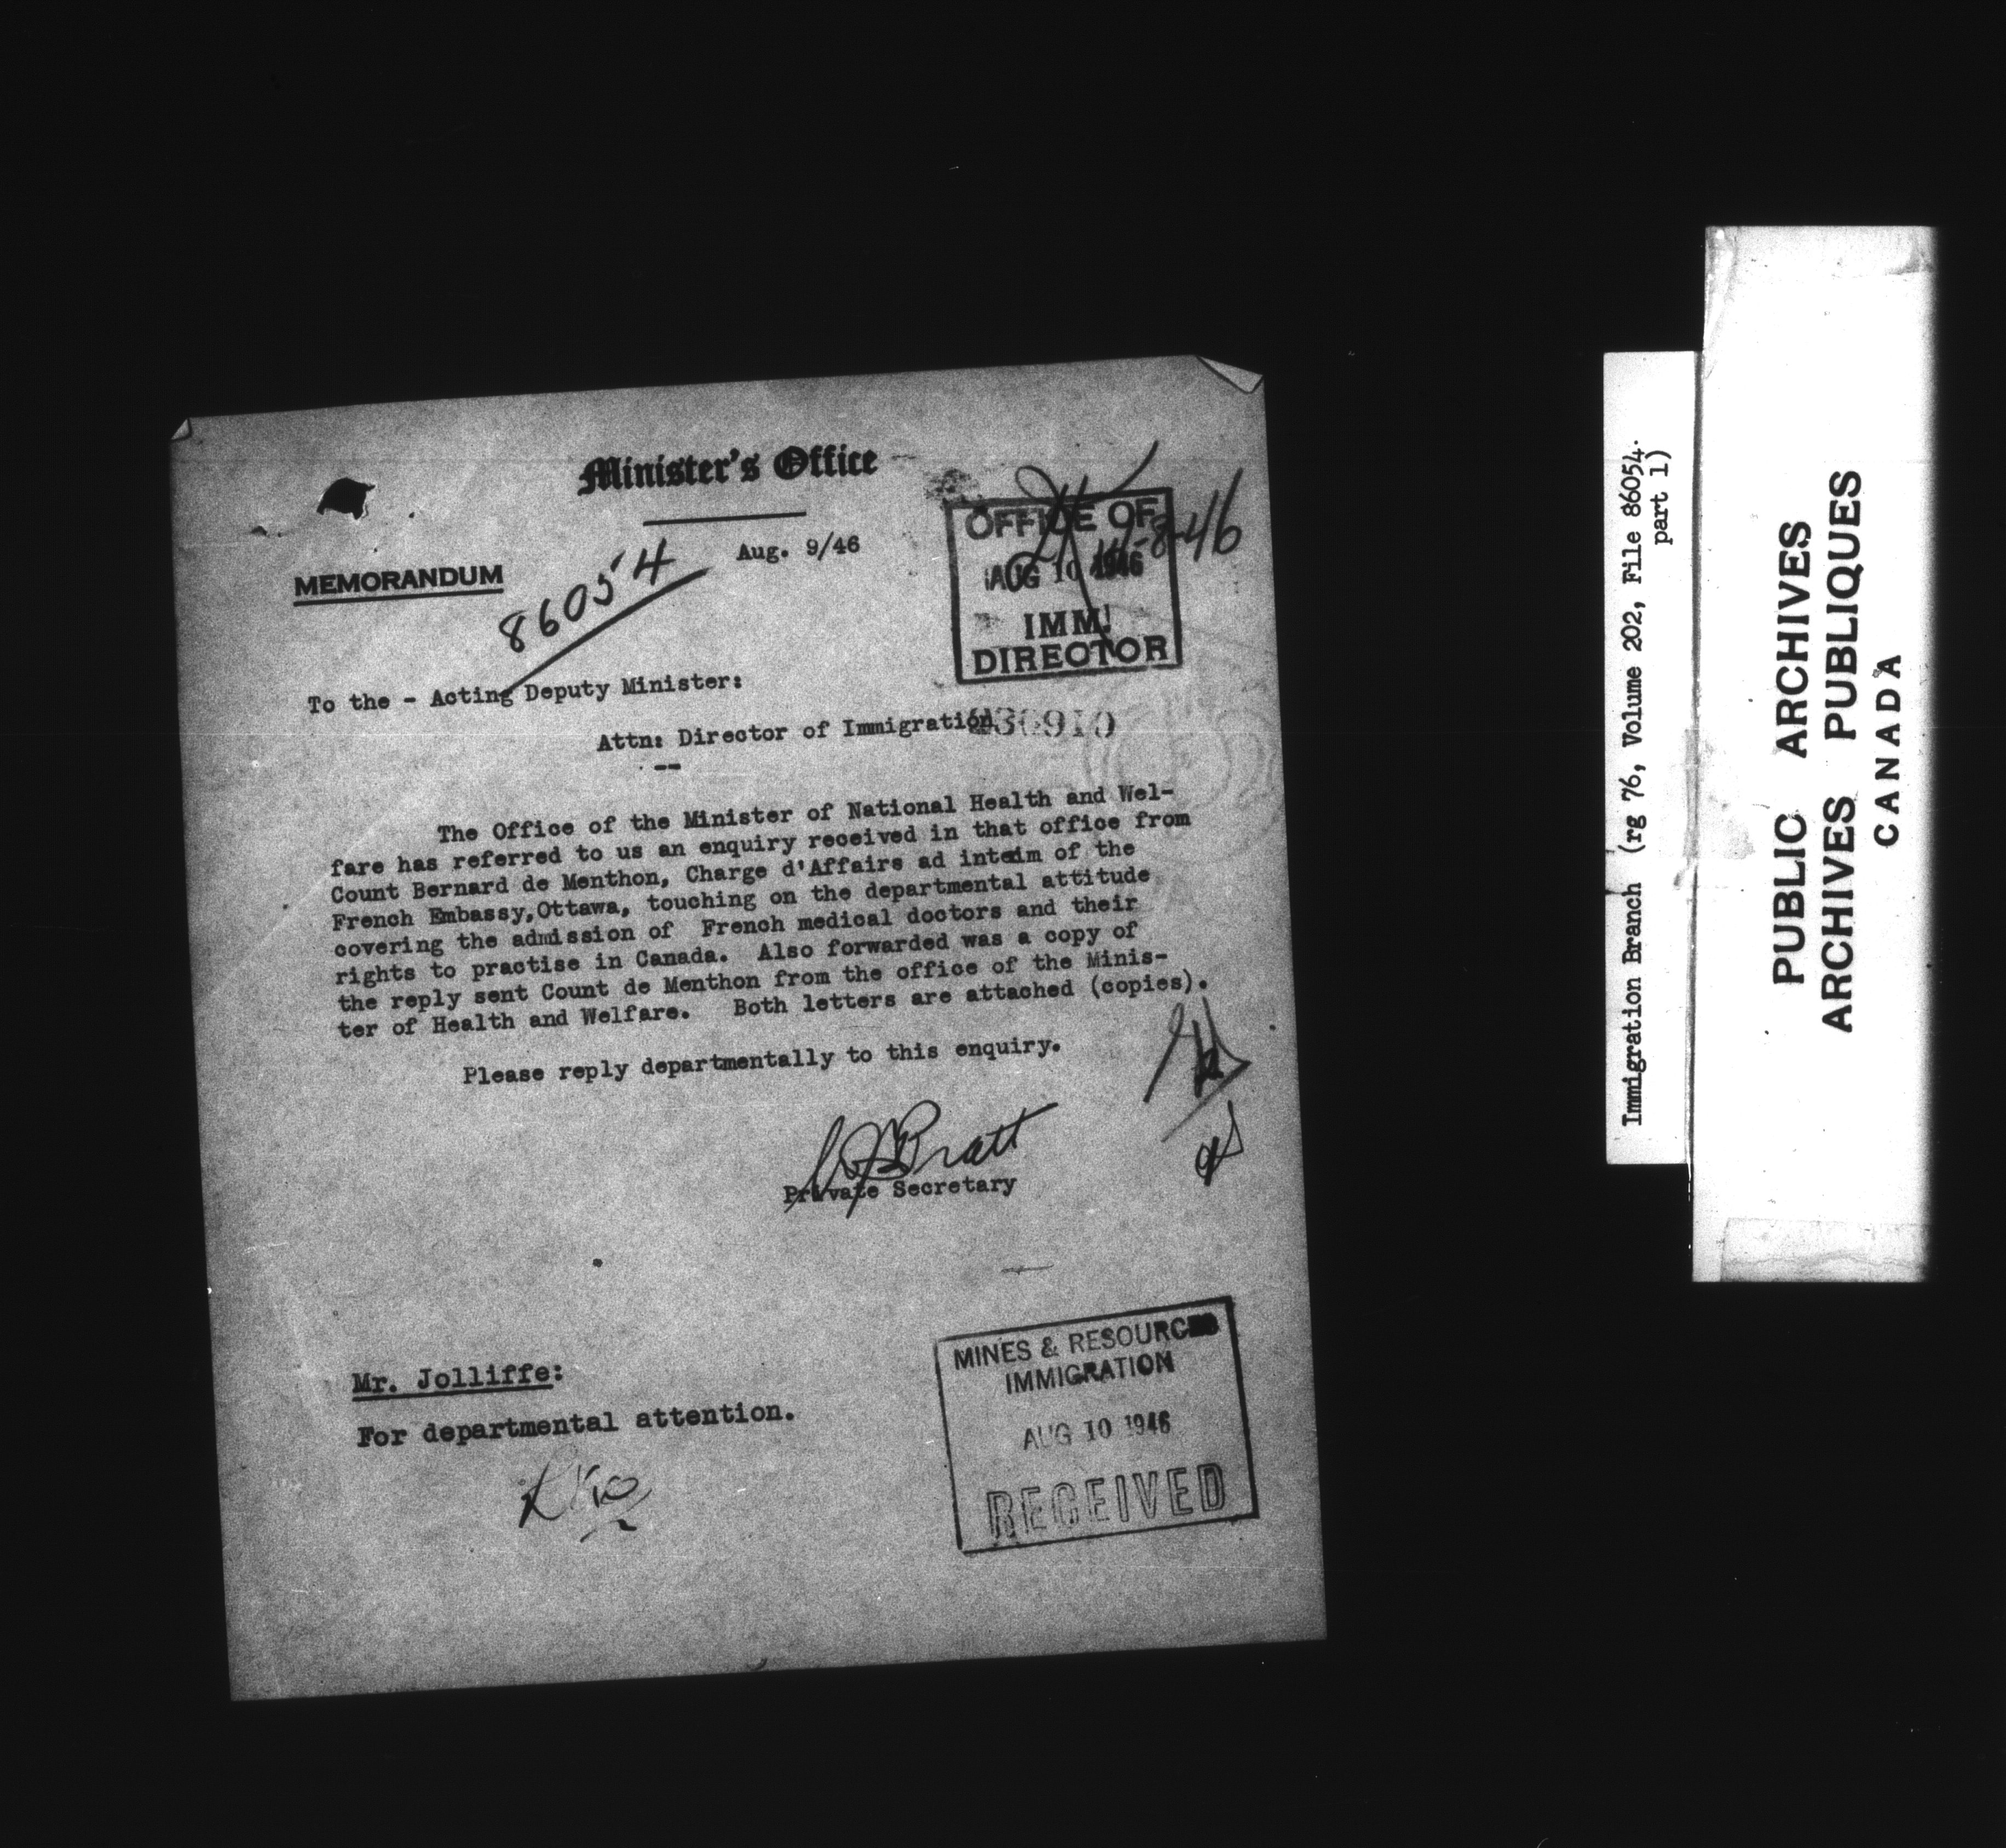 Minister's Office
Aug. 9/46
MEMORANDUM
86054
OFFICE OF
AUG 10 1946
IMM.
DIRECTOR
-8-46
To the - Acting Deputy Minister:
Attn: Director of Immigration
910
--
The Office of the Minister of National Health and Wel-
fare has referred to us an enquiry received in that office from
Count Bernard de Menthon, Charge d'Affairs ad inteim of the
French Embassy,Ottawa, touching on the departmental attitude
covering the admission of French medical doctors and their
rights to practise in Canada. Also forwarded was a copy of
the reply sent Count de Menthon from the office of the Minis-
ter of Health and Welfare. Both letters are attached (copies).
Please reply departmentally to this enquiry.
Pratt
Private Secretary
Mr. Jolliffe:
For departmental attention.
MINES & RESOURCES
IMMIGRATION
AUG 10 1946
RECEIVED
Immigration Branch (rg 76, Volume 202, File 86054.
part 1)
PUBLIC ARCHIVES
ARCHIVES PUBLIQUES
CANADA